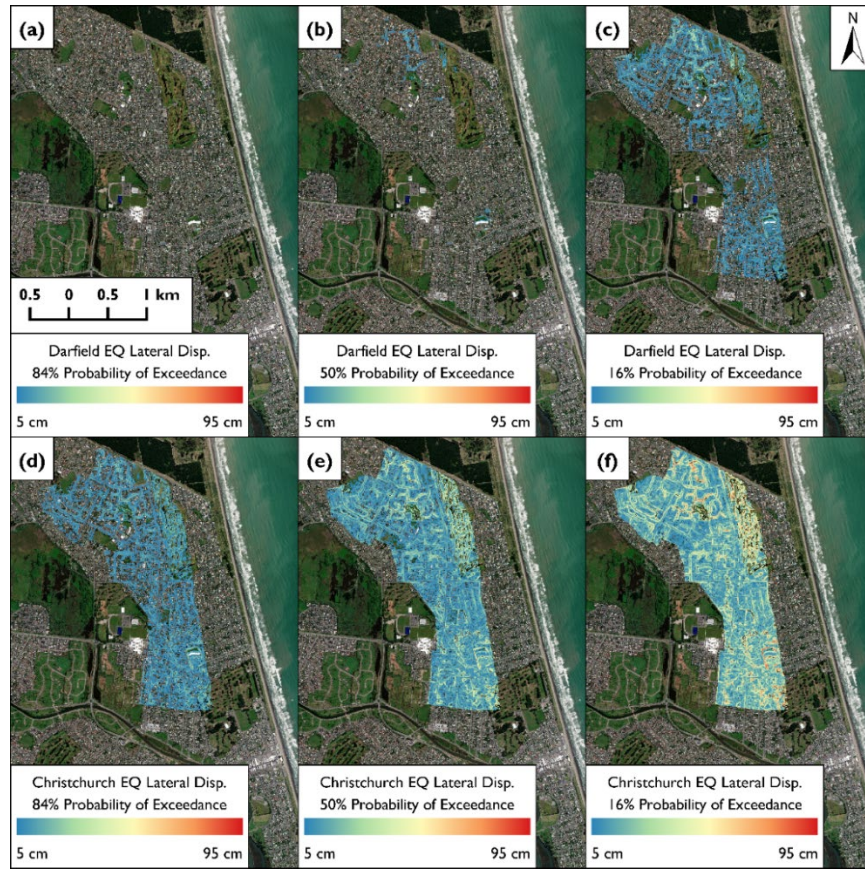 (a)
(b)
(c)
N
0.5 0 0.5 1 km
Darfield EQ Lateral Disp.
84% Probability of Exceedance
5 cm 95 cm
Darfield EQ Lateral Disp.
50% Probability of Exceedance
5 cm 95 cm
Darfield EQ Lateral Disp.
16% Probability of Exceedance
5 cm 95 cm
(d)
(e)
(f)
Christchurch EQ Lateral Disp.
84% Probability of Exceedance
5 cm 95 cm
Christchurch EQ Lateral Disp.
50% Probability of Exceedance
5 cm 95 cm
Christchurch EQ Lateral Disp.
16% Probability of Exceedance
5 cm 95 cm